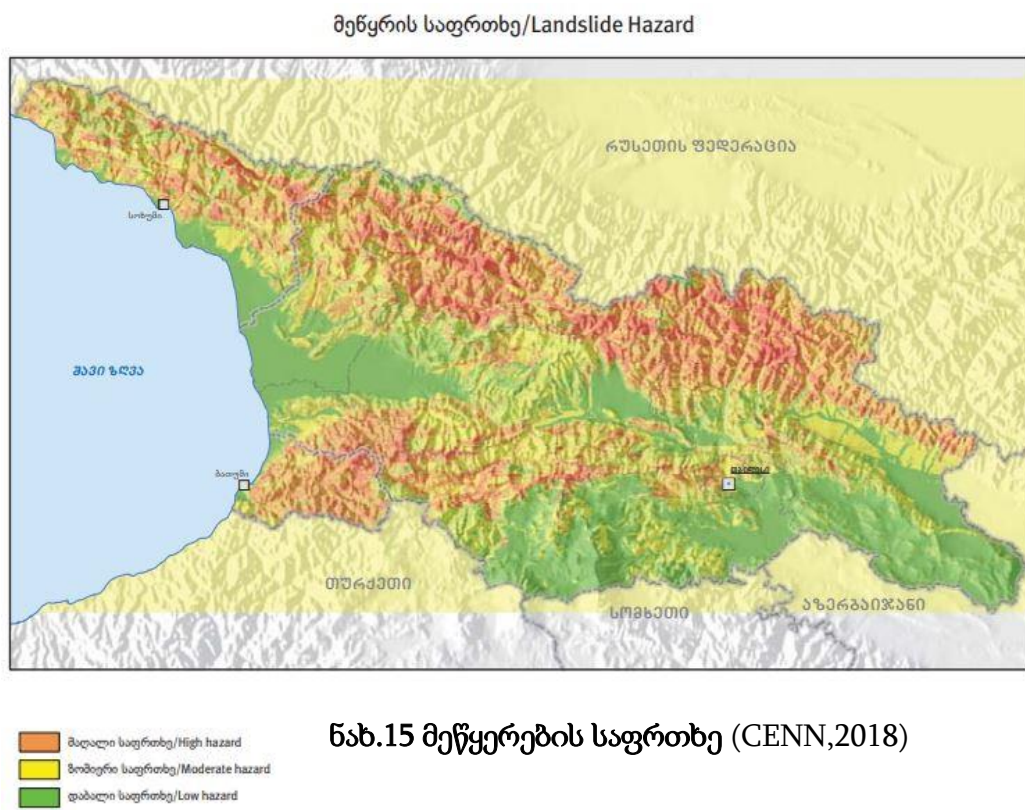 მეწყრის საფრთხე/Landslide Hazard
რუსეთის ფედერაცია
სოხუმი
შავი ზღვა
ბათუმი
თბილისი
თურქეთი
სომხეთი
აზერბაიჯანი
ნახ.15 მეწყერების საფრთხე (CENN,2018)
მაღალი საფრთხე/High hazard
ზომიერი საფრთხე/Moderate hazard
დაბალი საფრთხე/Low hazard